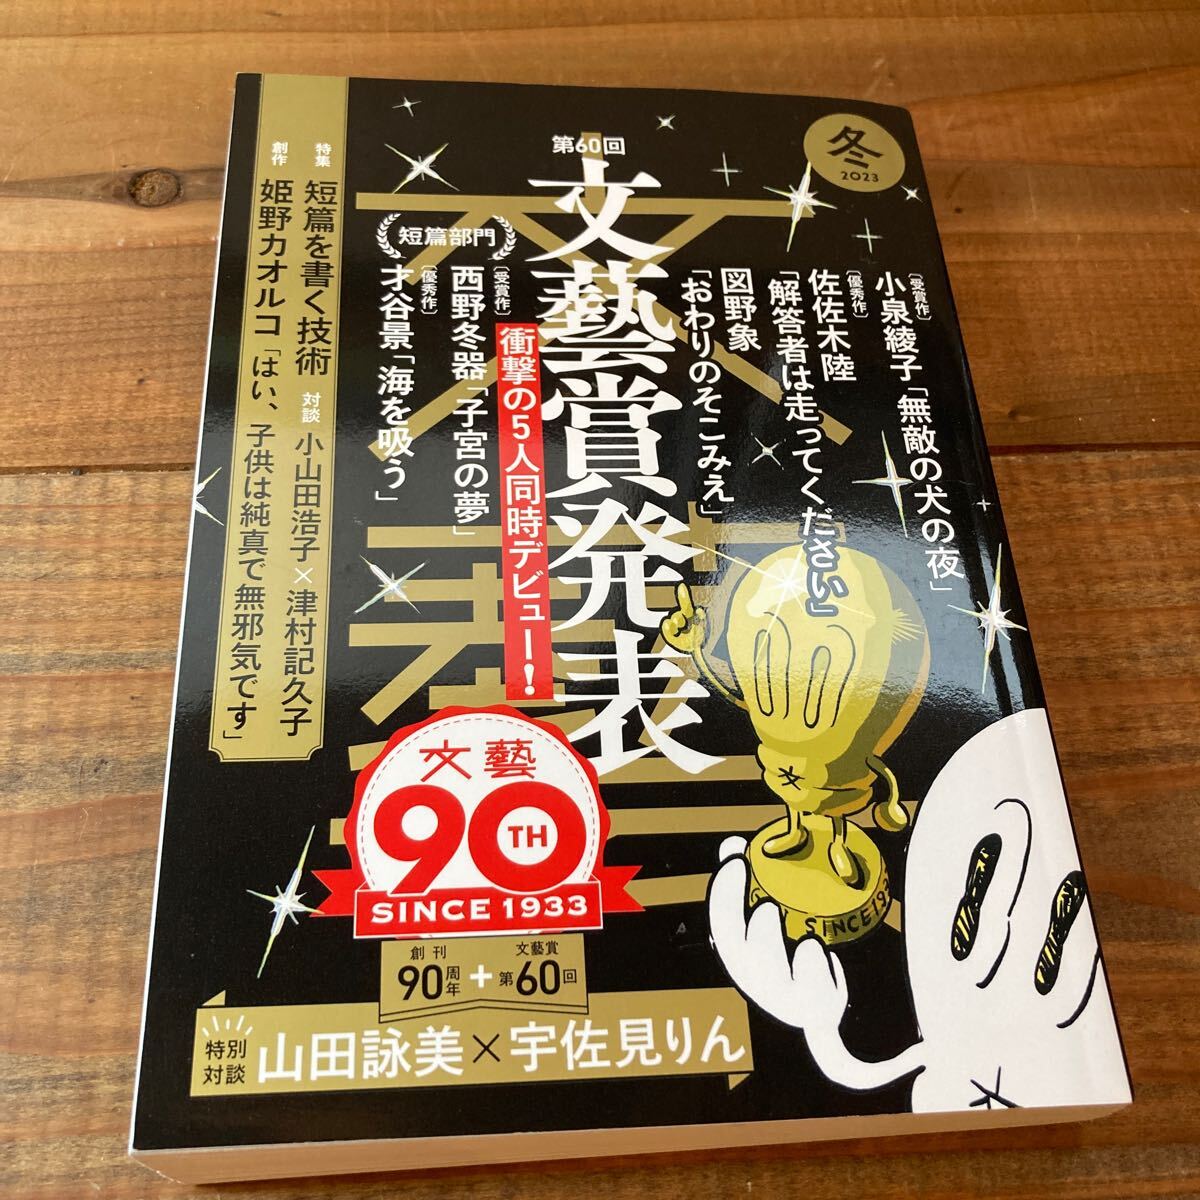 冬
2023
第60回
文藝賞発表
〔受賞作〕
小泉綾子「無敵の犬の夜」
〔優秀作〕
佐佐木陸
「解答者は走ってください」
図野象
「おわりのそこみえ」
衝撃の5人同時デビュー！
短篇部門
〔受賞作〕
西野冬器「子宮の夢」
〔優秀作〕
才谷景「海を吸う」
特集 短篇を書く技術 対談 小山田浩子×津村記久子
創作 姫野カオルコ「はい、子供は純真で無邪気です」
文藝
90TH
SINCE 1933
創刊90周年+文藝賞第60回
特別対談 山田詠美×宇佐見りん
文
SINCE 193
文藝